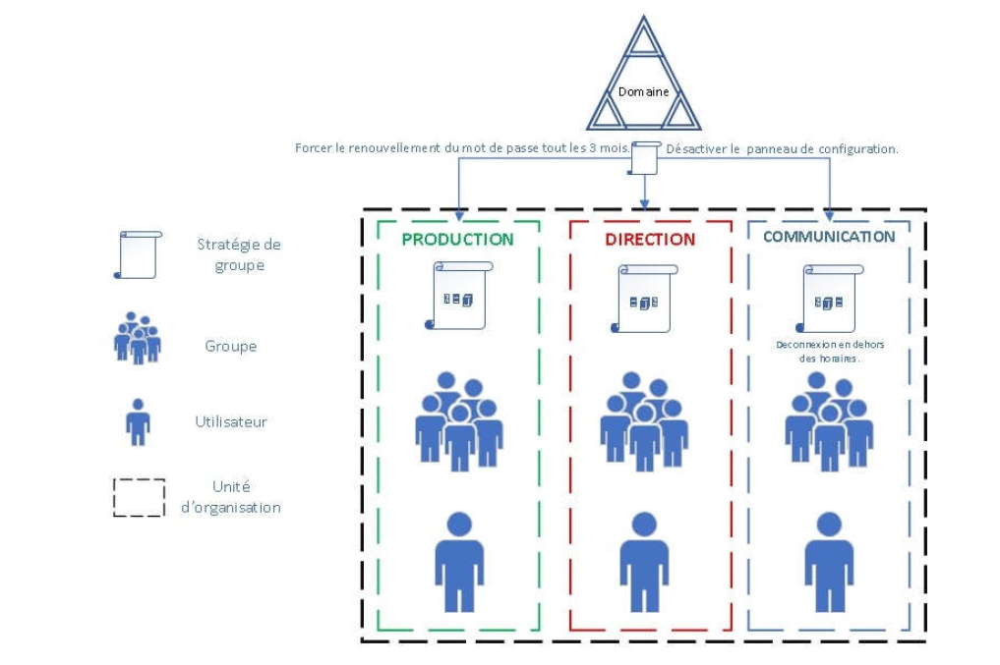 Domaine
Forcer le renouvellement du mot de passe tout les 3 mois.
Désactiver le panneau de configuration.
PRODUCTION
DIRECTION
COMMUNICATION
Stratégie de
groupe
Deconnexion en dehors
des horaires.
Groupe
Utilisateur
Unité
d'organisation